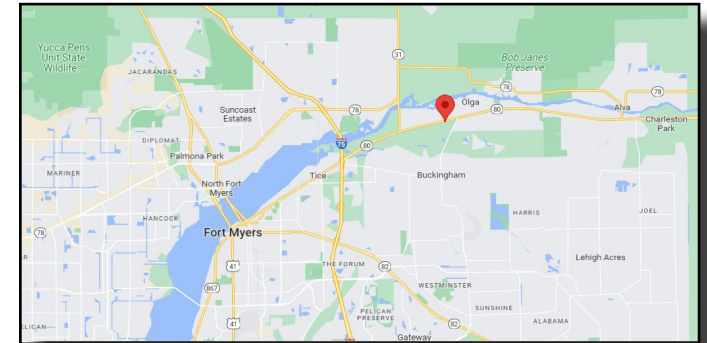 Yucca Pens
Unit State
Wildlife...
JACARANDAS
31
Bob Janes
Preserve
78
78
Suncoast
Estates
78
Olga
80
Alva
Charleston
Park
DIPLOMAT
75
80
Palmona Park
MARINER
Tice
Buckingham
North Fort
Myers
HANCOCK
HARRIS
JOEL
78
Fort Myers
41
THE FORUM
82
Lehigh Acres
867
WESTMINSTER
PELICAN
PRESERVE
SUNSHINE
ALABAMA
41
82
ELICAN
Gateway